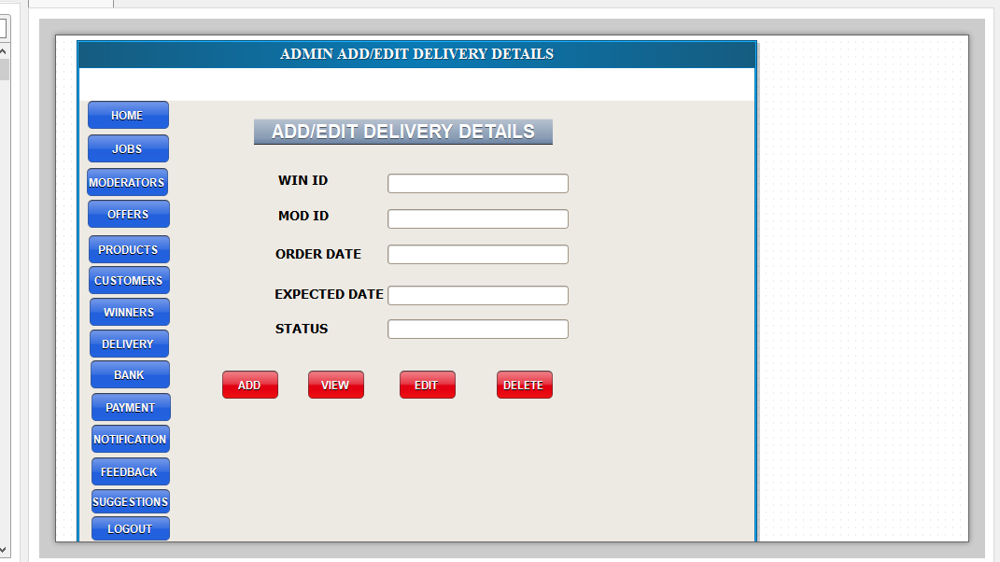 ADMIN ADD/EDIT DELIVERY DETAILS
HOME
JOBS
MODERATORS
OFFERS
PRODUCTS
CUSTOMERS
WINNERS
DELIVERY
BANK
PAYMENT
NOTIFICATION
FEEDBACK
SUGGESTIONS
LOGOUT
ADD/EDIT DELIVERY DETAILS
WIN ID
MOD ID
ORDER DATE
EXPECTED DATE
STATUS
ADD VIEW EDIT DELETE